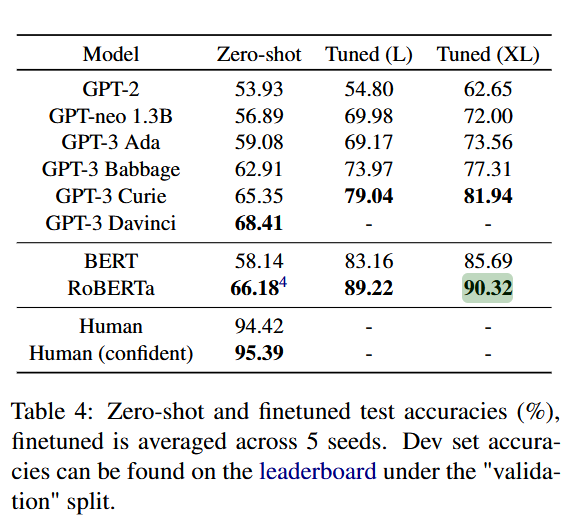 Model Zero-shot Tuned (L) Tuned (XL)
GPT-2 53.93 54.80 62.65
GPT-neo 1.3B 56.89 69.98 72.00
GPT-3 Ada 59.08 69.17 73.56
GPT-3 Babbage 62.91 73.97 77.31
GPT-3 Curie 65.35 79.04 81.94
GPT-3 Davinci 68.41 - -
BERT 58.14 83.16 85.69
RoBERTa 66.18⁴ 89.22 90.32
Human 94.42 - -
Human (confident) 95.39 - -
Table 4: Zero-shot and finetuned test accuracies (%),
finetuned is averaged across 5 seeds. Dev set accura-
cies can be found on the leaderboard under the "valida-
tion" split.